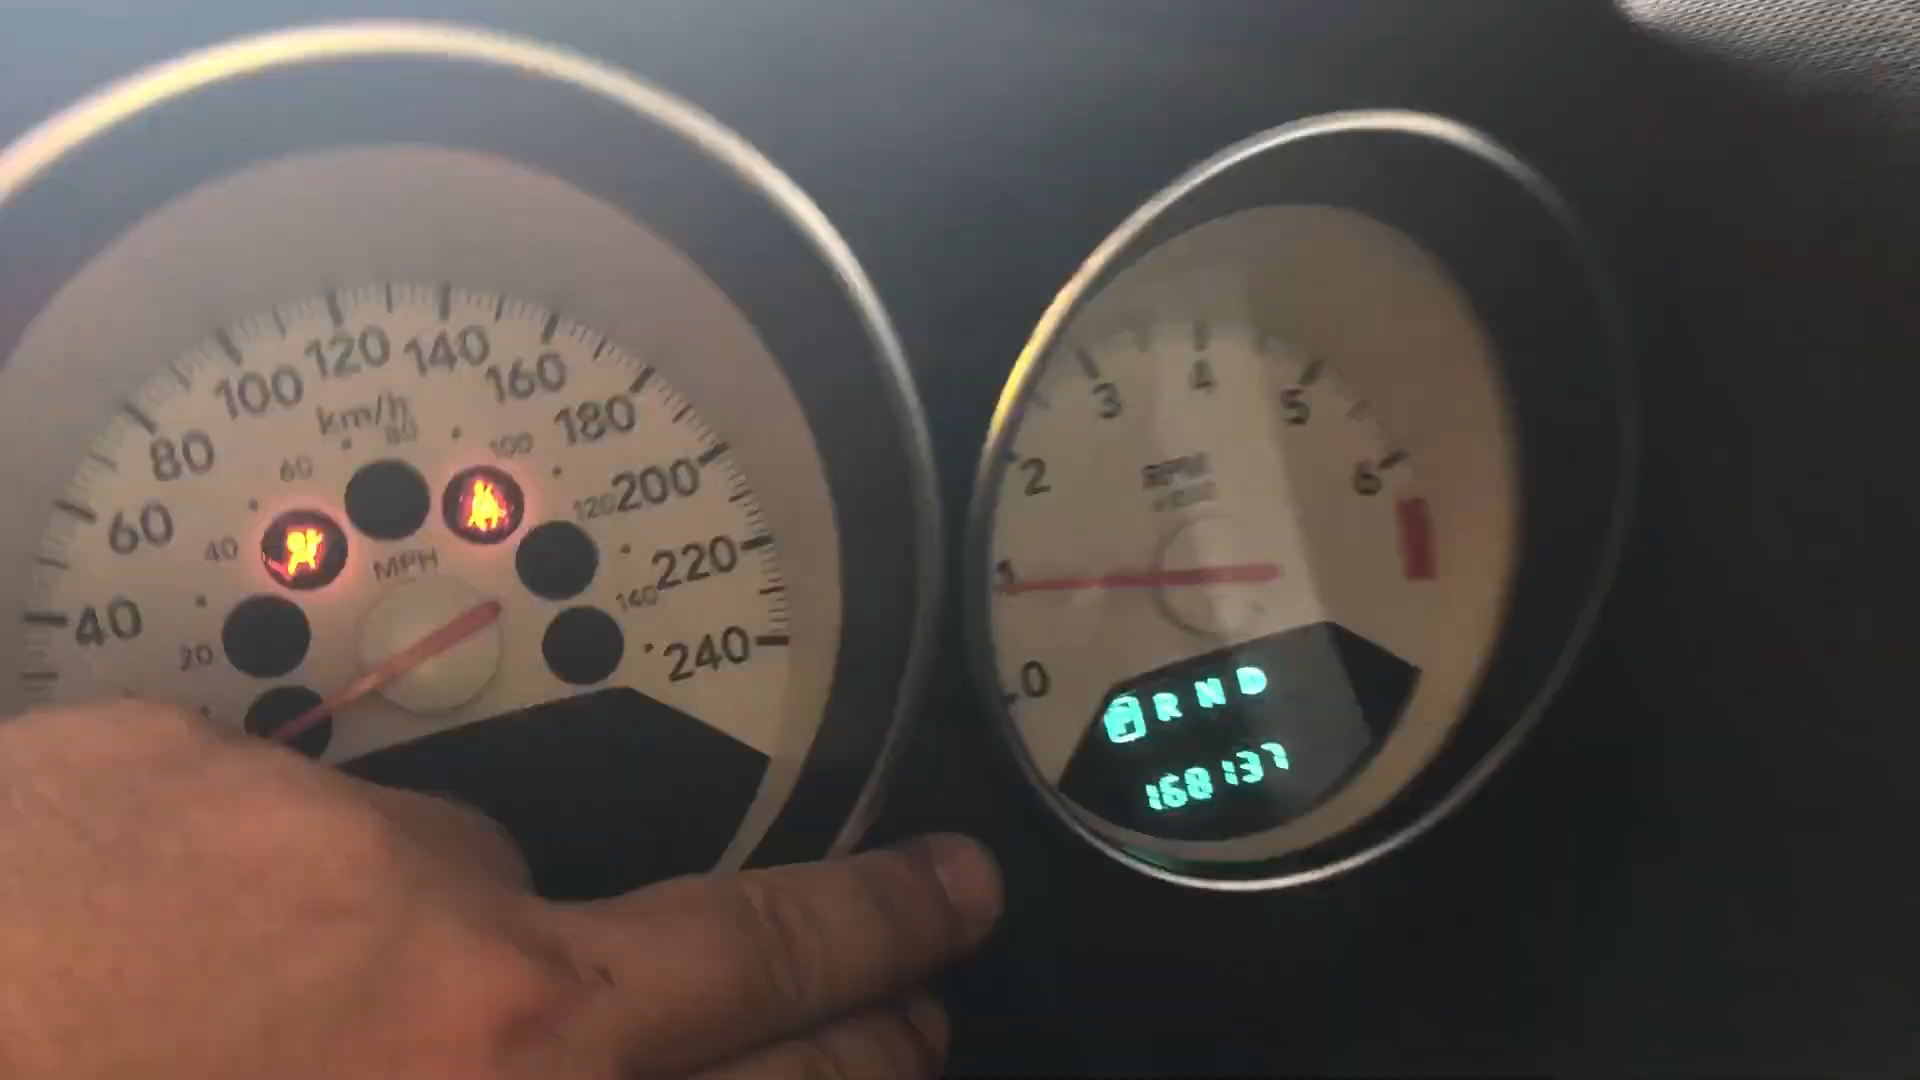 120 140
100 160
km/h
80 80 100 180
60 120 200
60
40 MPH 140 220
40
20 240
3 4 5
2 RPM 6
1
0
P R N D
168137